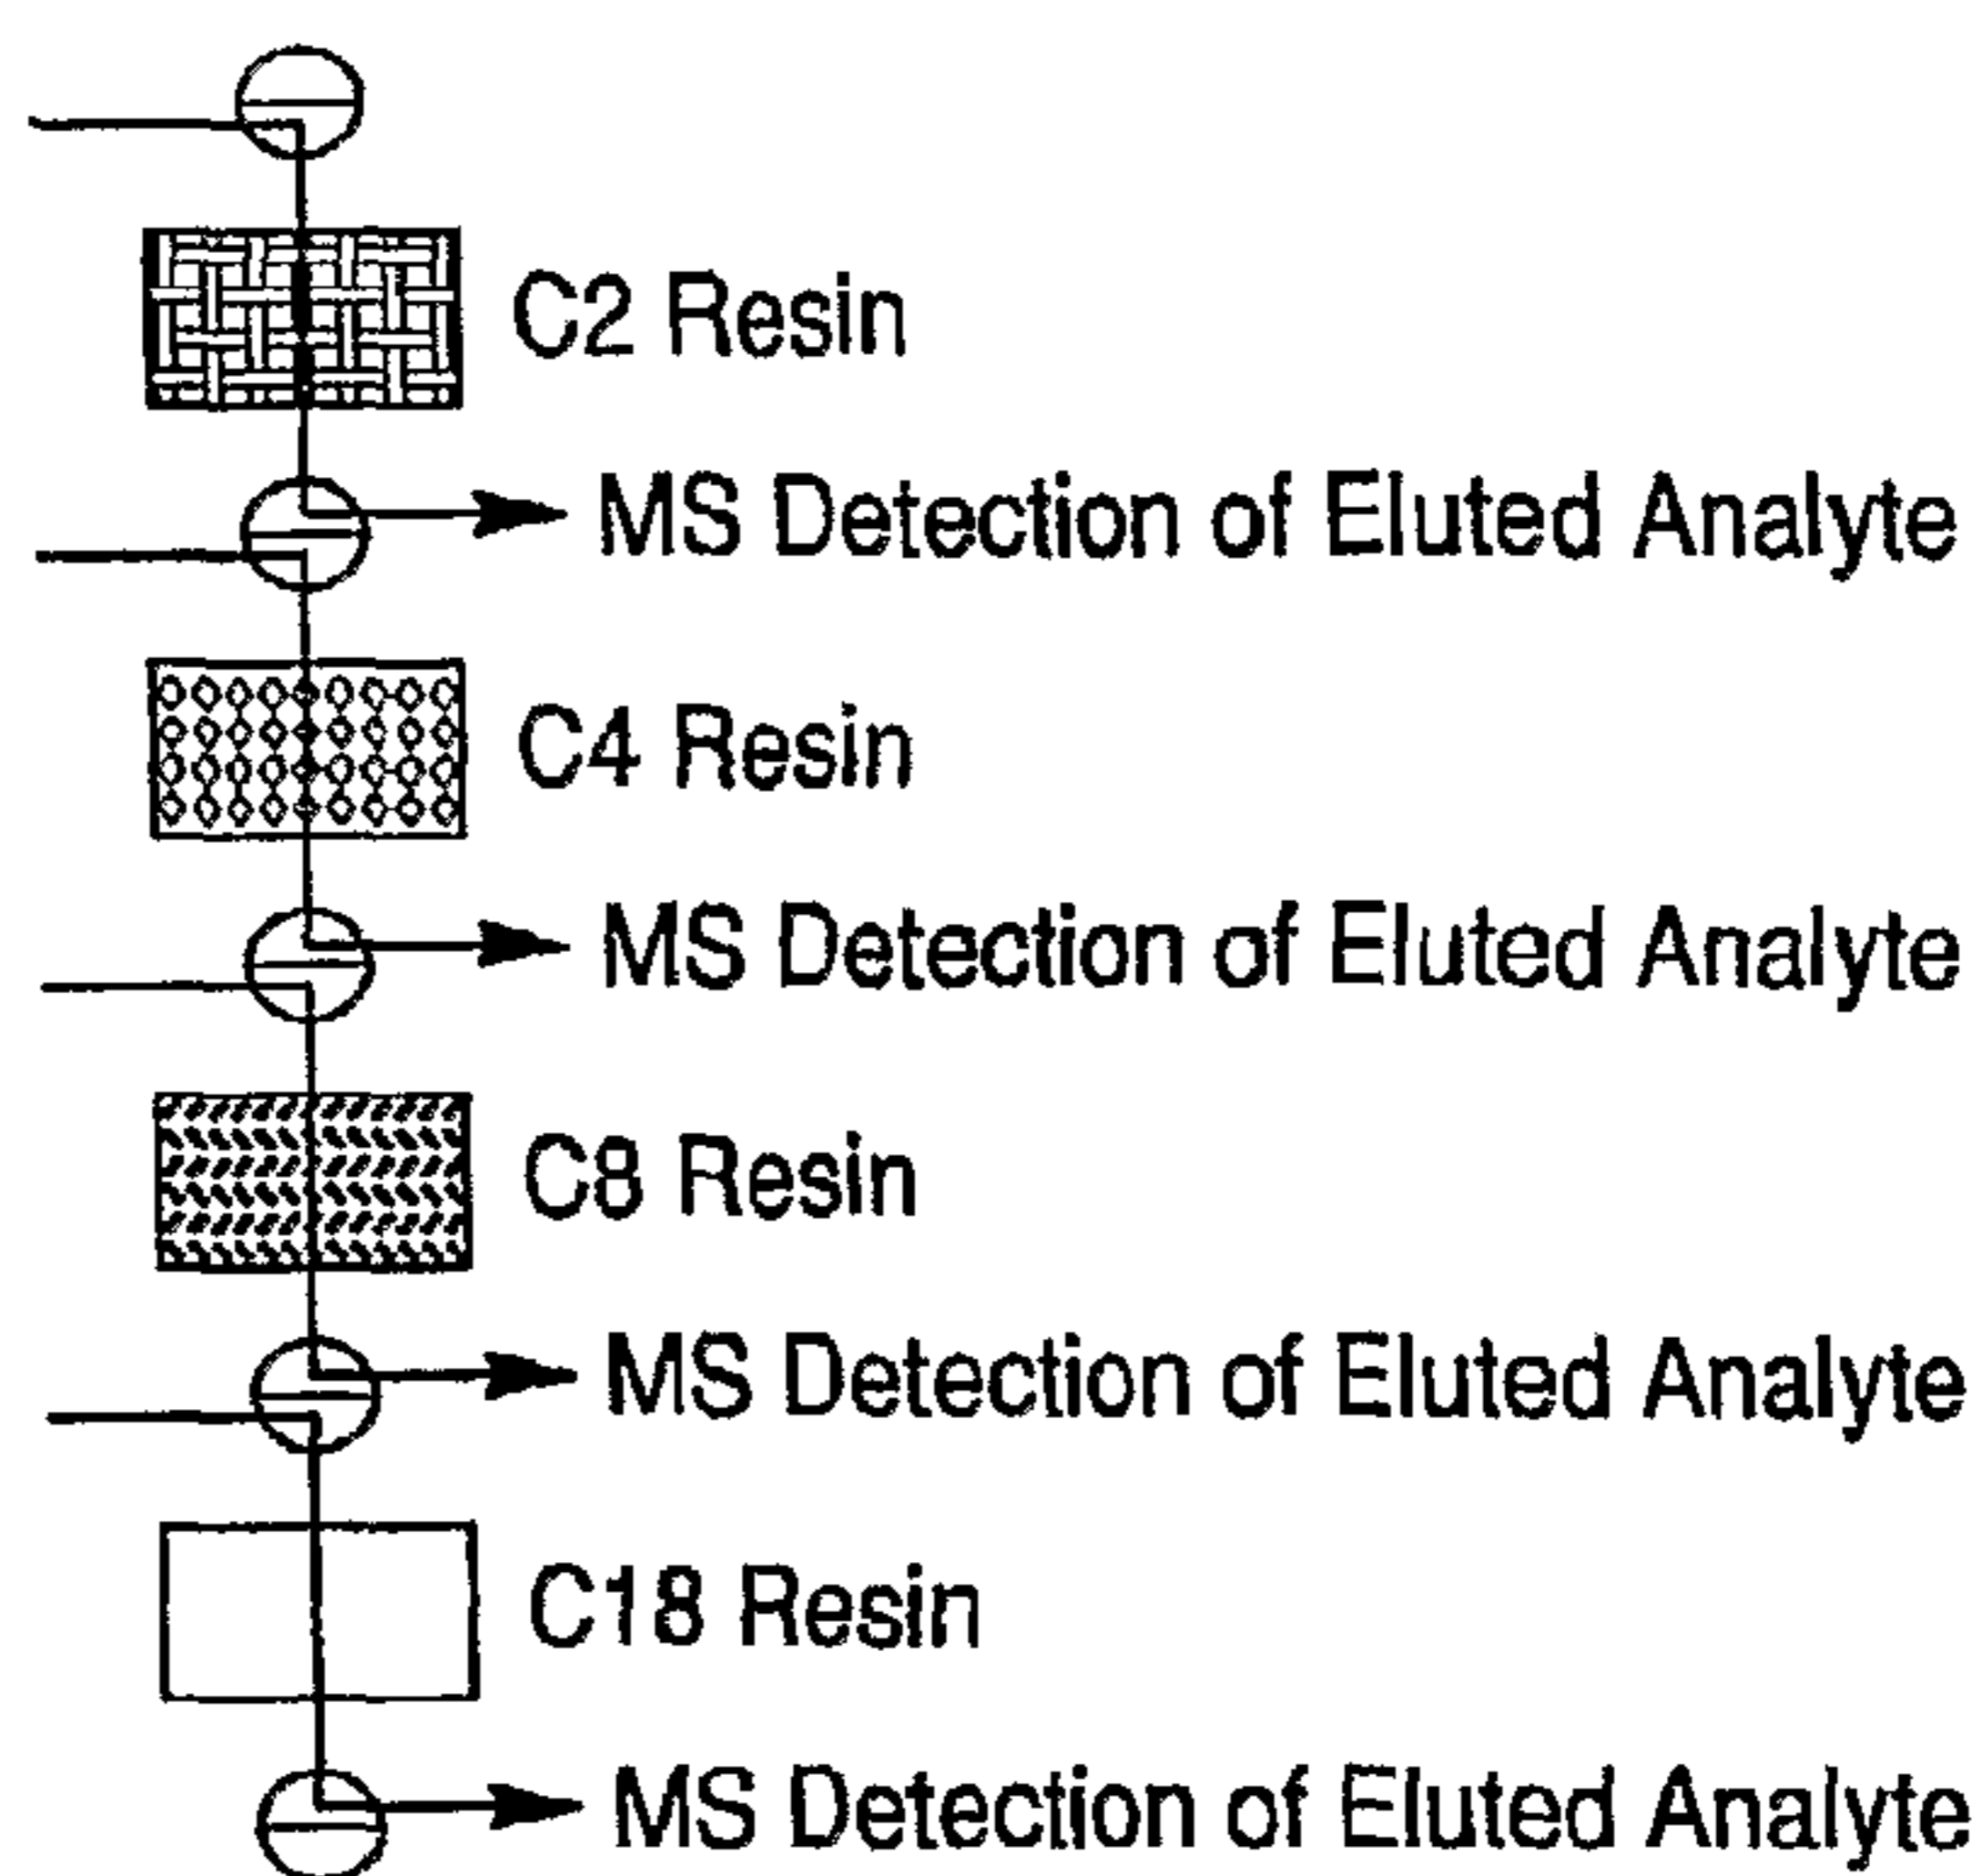 C2 Resin
MS Detection of Eluted Analyte
C4 Resin
MS Detection of Eluted Analyte
C8 Resin
MS Detection of Eluted Analyte
C18 Resin
MS Detection of Eluted Analyte